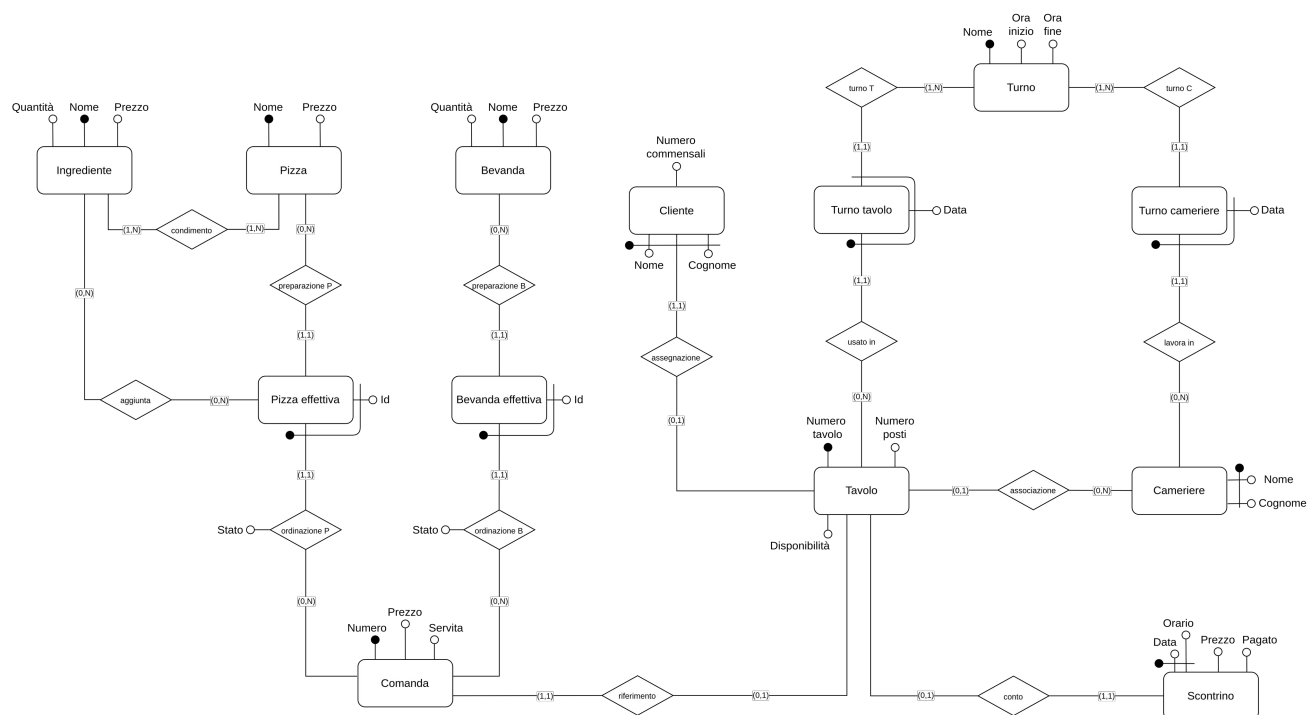 Ora
Ora
Nome
inizio
fine
turno T
(1,N)
Turno
(1,N)
turno C
Quantità
Nome
Prezzo
Nome
Prezzo
Quantità
Nome
Prezzo
Numero
commensali
(1,1)
(1,1)
Ingrediente
Pizza
Bevanda
Cliente
Turno tavolo
Data
Turno cameriere
Data
(1,N)
condimento
(1,N)
(0,N)
(0,N)
Nome
Cognome
(0,N)
preparazione P
preparazione B
(1,1)
(1,1)
(1,1)
(1,1)
(1,1)
assegnazione
usato in
lavora in
aggiunta
(0,N)
Pizza effettiva
Id
Bevanda effettiva
Id
(0,1)
(0,N)
(0,N)
Numero
tavolo
Numero
posti
(1,1)
(1,1)
Tavolo
(0,1)
associazione
(0,N)
Cameriere
Nome
Cognome
Stato
ordinazione P
Stato
ordinazione B
Disponibilità
(0,N)
(0,N)
Prezzo
Numero
Servita
Orario
Data
Prezzo
Pagato
Comanda
(1,1)
riferimento
(0,1)
(0,1)
conto
(1,1)
Scontrino